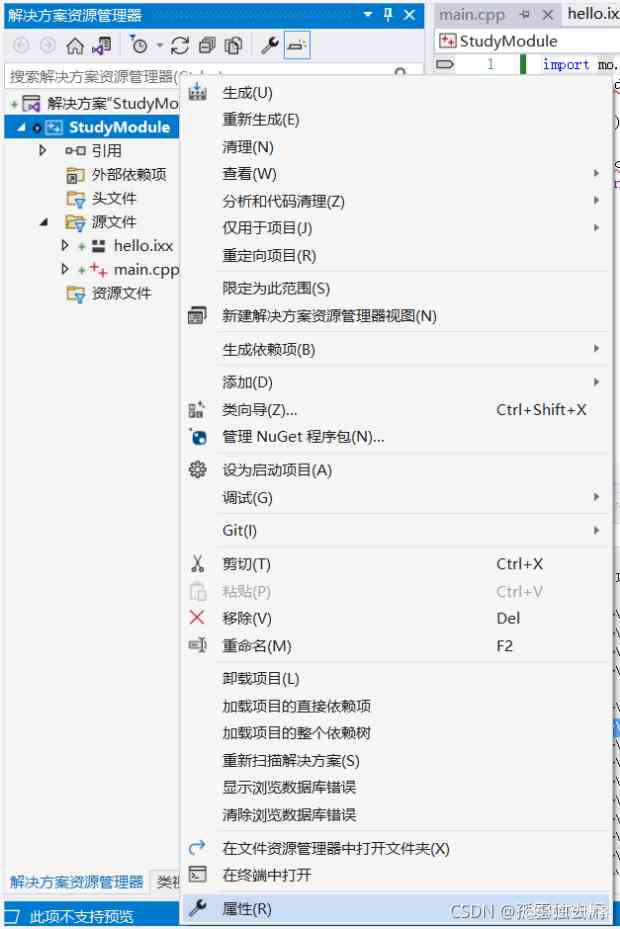 解决方案资源管理器
main.cpp
hello.ix
StudyModule
搜索解决方案资源管理器(
1 import mo.
解决方案"StudyMo
StudyModule
引用
外部依赖项
头文件
源文件
hello.ixx
main.cpp
资源文件
生成(U)
重新生成(E)
清理(N)
查看(W)
分析和代码清理(Z)
仅用于项目(J)
重定向项目(R)
限定为此范围(S)
新建解决方案资源管理器视图(N)
生成依赖项(B)
添加(D)
类向导(Z)... Ctrl+Shift+X
管理 NuGet 程序包(N)...
设为启动项目(A)
调试(G)
Git(I)
剪切(T) Ctrl+X
粘贴(P) Ctrl+V
移除(V) Del
重命名(M) F2
卸载项目(L)
加载项目的直接依赖项
加载项目的整个依赖树
重新扫描解决方案(S)
显示浏览数据库错误
清除浏览数据库错误
在文件资源管理器中打开文件夹(X)
在终端中打开
属性(R)
解决方案资源管理器 类视
此项不支持预览
CSDN